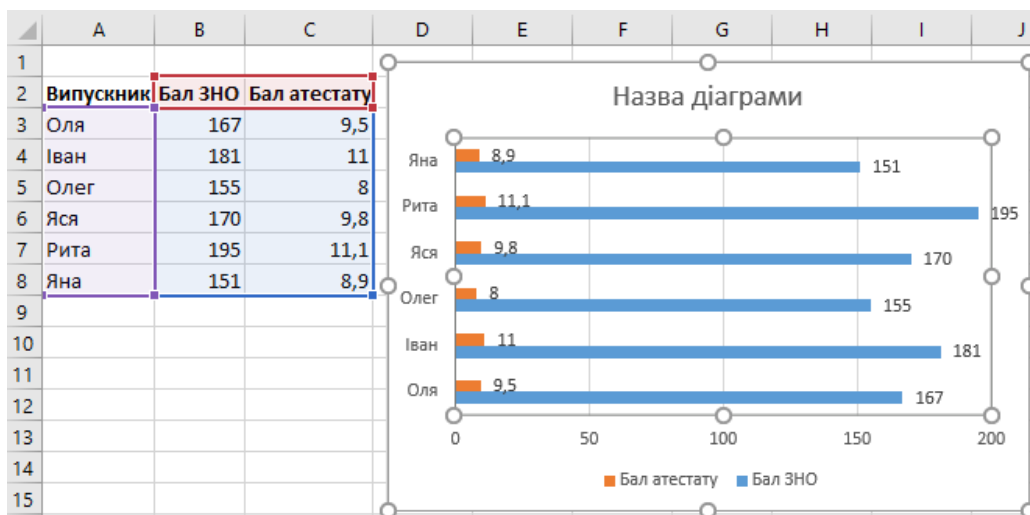 A B C D E F G H I J
1
2 Випускник Бал ЗНО Бал атестату
3 Оля 167 9,5
4 Іван 181 11
5 Олег 155 8
6 Яся 170 9,8
7 Рита 195 11,1
8 Яна 151 8,9
9
10
11
12
13
14
15
Назва діаграми
Яна 8,9 151
Рита 11,1 195
Яся 9,8 170
Олег 8 155
Іван 11 181
Оля 9,5 167
0 50 100 150 200
Бал атестату Бал ЗНО